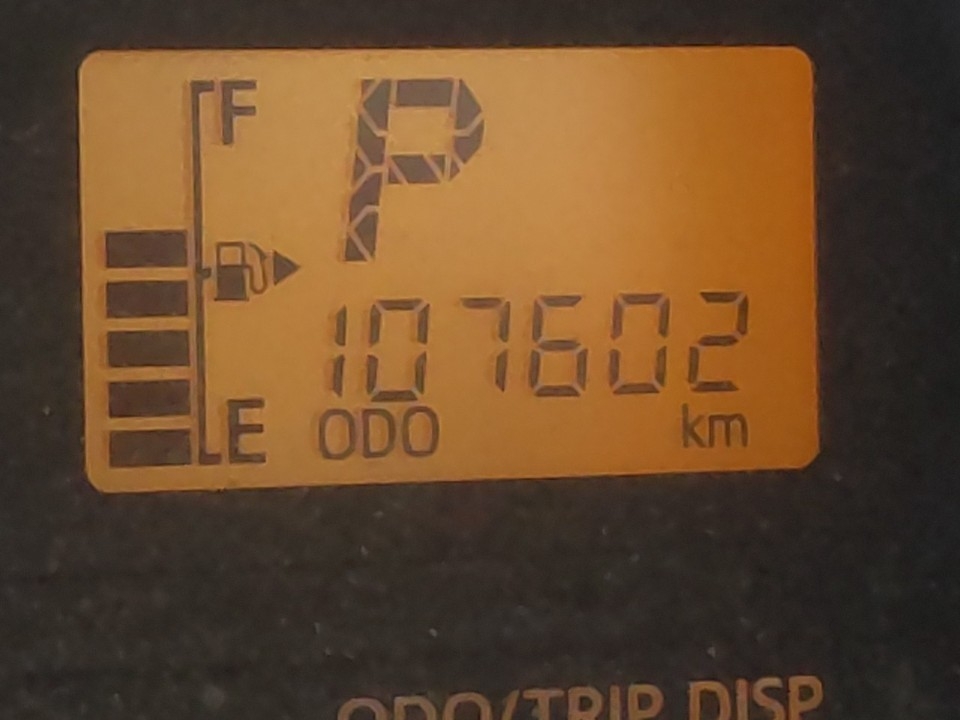 F
P
107602
E
ODO km
ODO/TRIP DISP